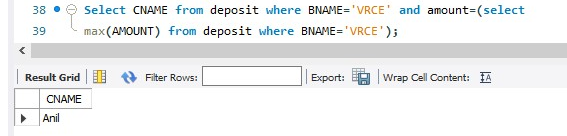 38 Select CNAME from deposit where BNAME='VRCE' and amount=(select
39 max(AMOUNT) from deposit where BNAME='VRCE');
Result Grid Filter Rows: Export: Wrap Cell Content: IA
CNAME
Anil